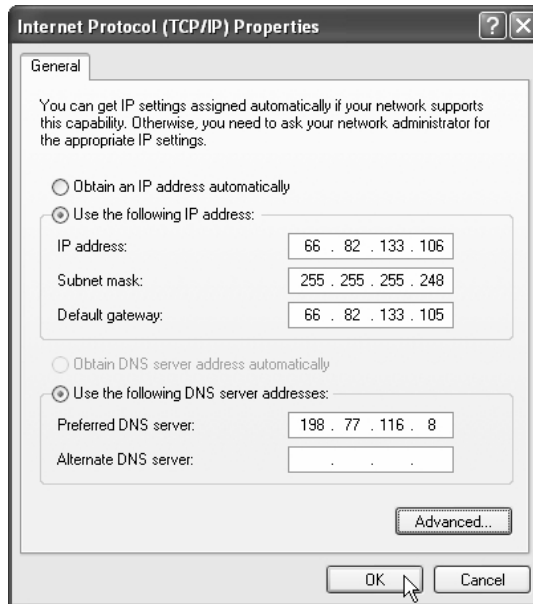 Internet Protocol (TCP/IP) Properties
General
You can get IP settings assigned automatically if your network supports
this capability. Otherwise, you need to ask your network administrator for
the appropriate IP settings.
Obtain an IP address automatically
Use the following IP address:
IP address: 66 . 82 . 133 . 106
Subnet mask: 255 . 255 . 255 . 248
Default gateway: 66 . 82 . 133 . 105
Obtain DNS server address automatically
Use the following DNS server addresses:
Preferred DNS server: 198 . 77 . 116 . 8
Alternate DNS server: . . .
Advanced...
OK Cancel